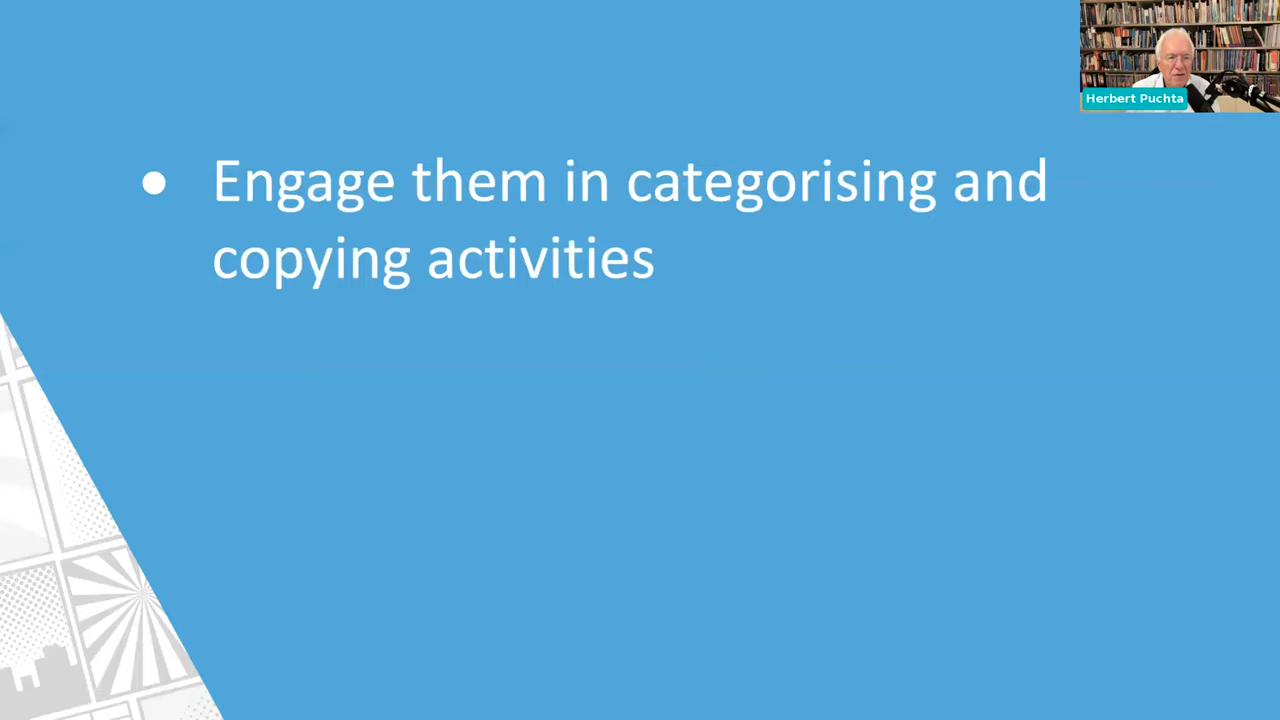 Herbert Puchta
● Engage them in categorising and
copying activities